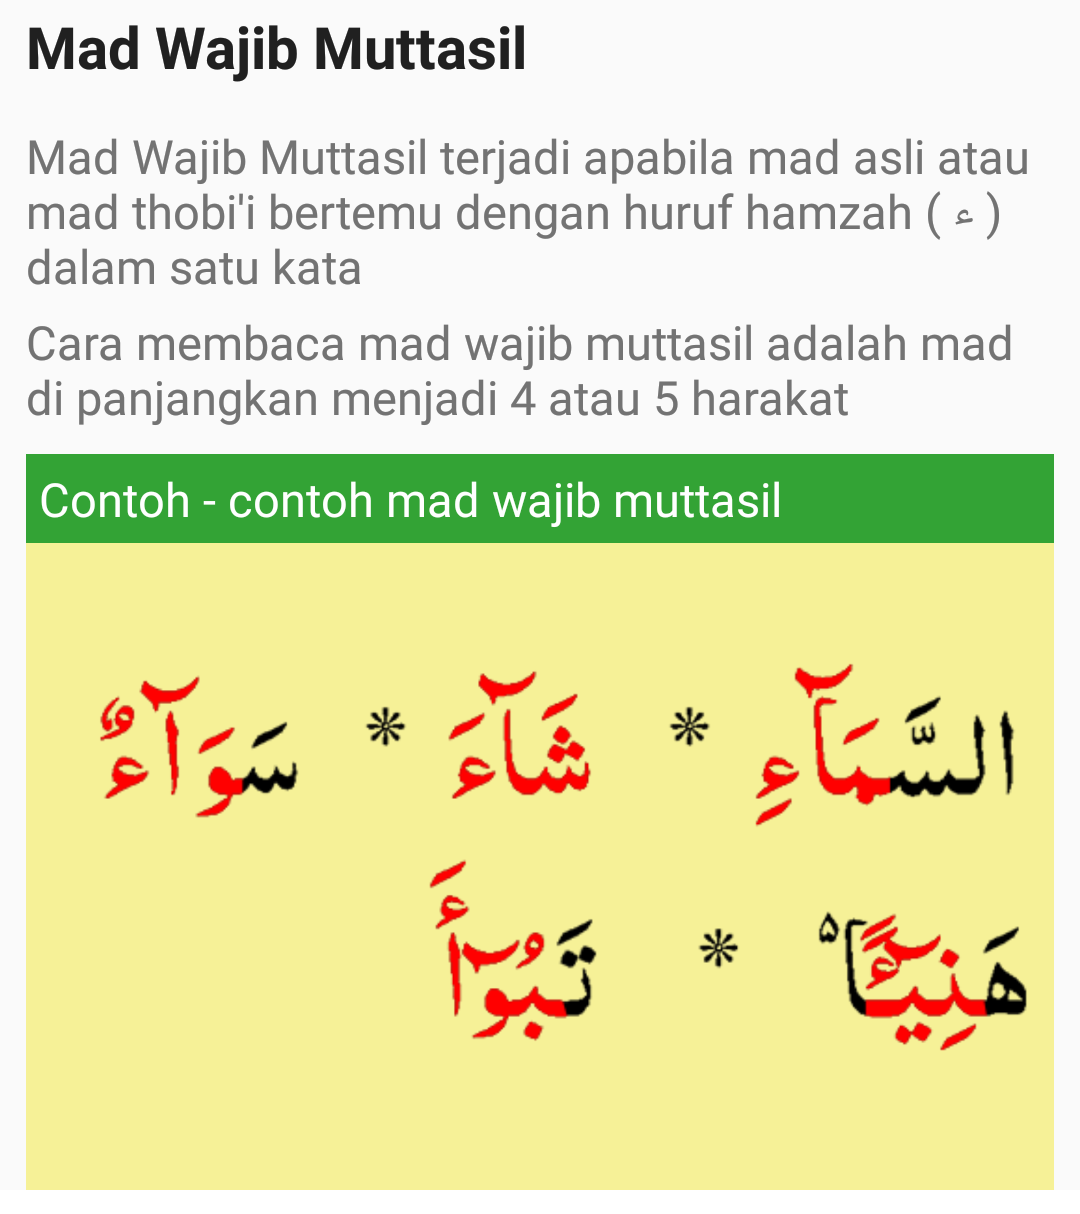 Mad Wajib Muttasil
Mad Wajib Muttasil terjadi apabila mad asli atau
mad thobi'i bertemu dengan huruf hamzah ( ء )
dalam satu kata
Cara membaca mad wajib muttasil adalah mad
di panjangkan menjadi 4 atau 5 harakat
Contoh - contoh mad wajib muttasil
السَّمَآءِ * شَآءَ * سَوَآءٌ
هَنِيٓـًٔا ۵ * تَبُوٓأَ